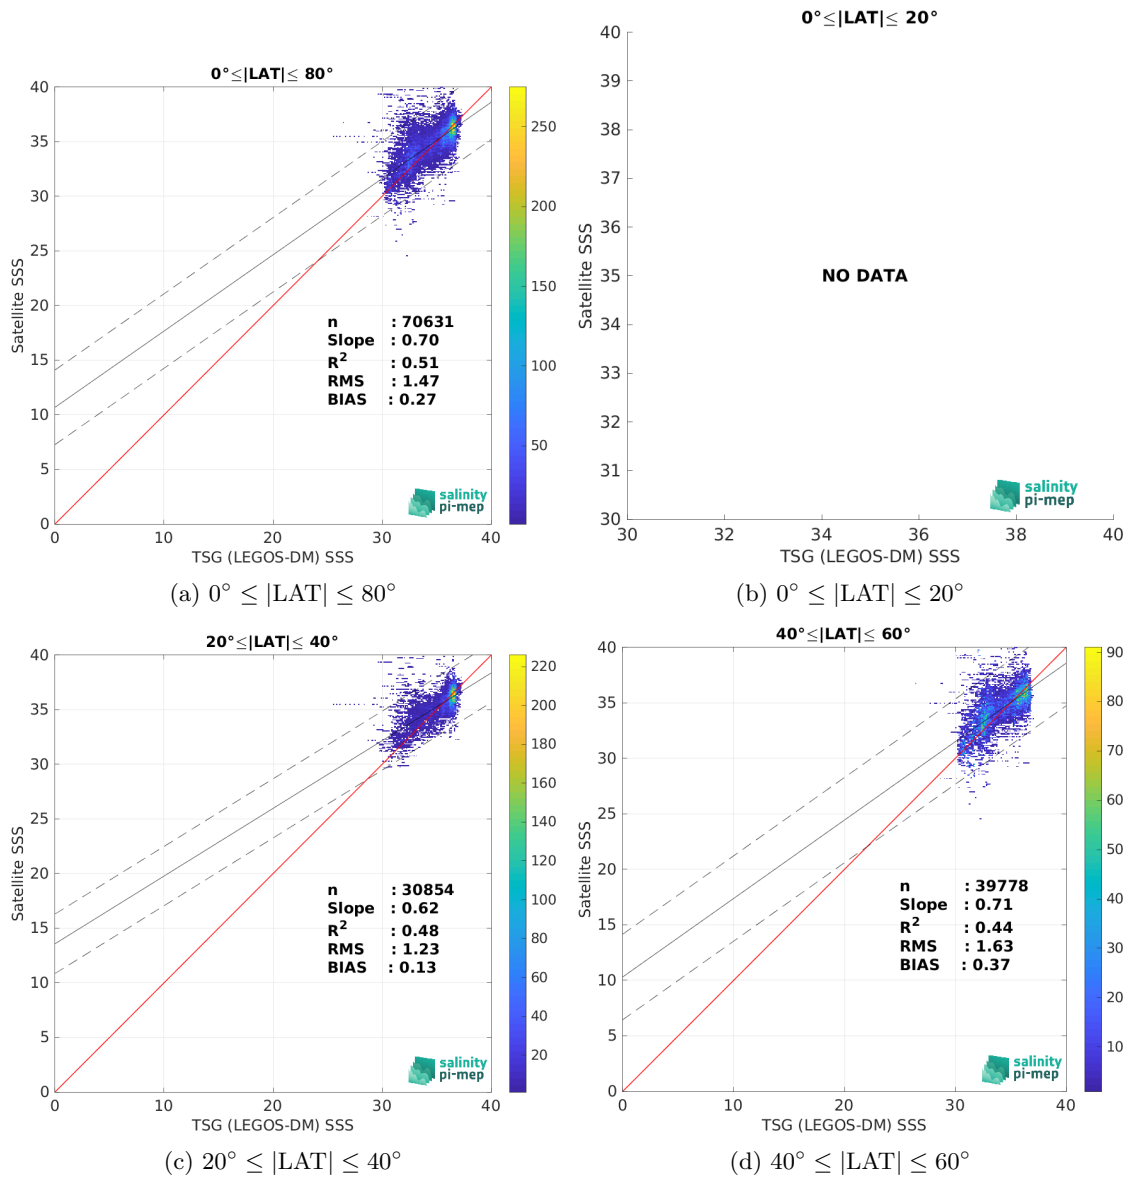 0°≤|LAT|≤ 80°
40
35
30
25
20
15
10
5
0
0
10
20
30
40
Satellite SSS
TSG (LEGOS-DM) SSS
n : 70631
Slope : 0.70
R2 : 0.51
RMS : 1.47
BIAS : 0.27
salinity
pi-mep
250
200
150
100
50
(a) 0° ≤ |LAT| ≤ 80°
0°≤|LAT|≤ 20°
40
39
38
37
36
35
34
33
32
31
30
30
32
34
36
38
40
Satellite SSS
TSG (LEGOS-DM) SSS
NO DATA
salinity
pi-mep
(b) 0° ≤ |LAT| ≤ 20°
20°≤|LAT|≤ 40°
40
35
30
25
20
15
10
5
0
0
10
20
30
40
Satellite SSS
TSG (LEGOS-DM) SSS
n : 30854
Slope : 0.62
R2 : 0.48
RMS : 1.23
BIAS : 0.13
salinity
pi-mep
220
200
180
160
140
120
100
80
60
40
20
(c) 20° ≤ |LAT| ≤ 40°
40°≤|LAT|≤ 60°
40
35
30
25
20
15
10
5
0
0
10
20
30
40
Satellite SSS
TSG (LEGOS-DM) SSS
n : 39778
Slope : 0.71
R2 : 0.44
RMS : 1.63
BIAS : 0.37
salinity
pi-mep
90
80
70
60
50
40
30
20
10
(d) 40° ≤ |LAT| ≤ 60°